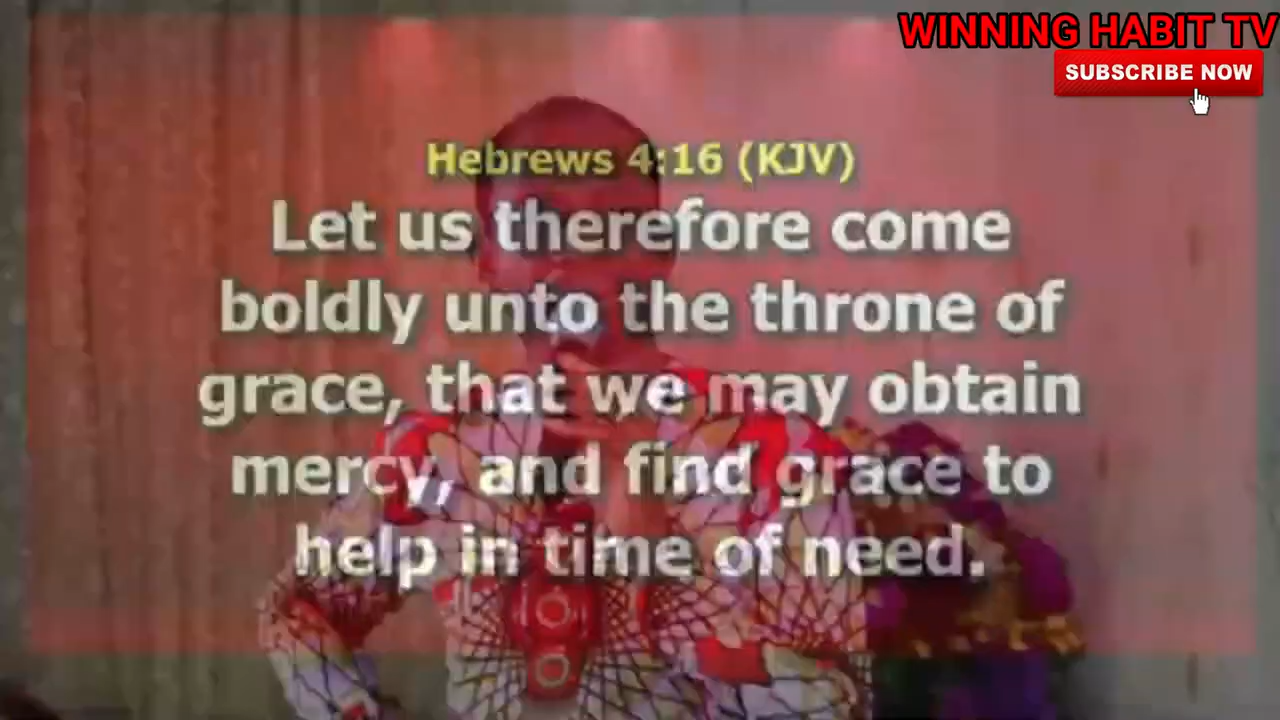 WINNING HABIT TV
SUBSCRIBE NOW
Hebrews 4:16 (KJV)
Let us therefore come
boldly unto the throne of
grace, that we may obtain
mercy, and find grace to
help in time of need.